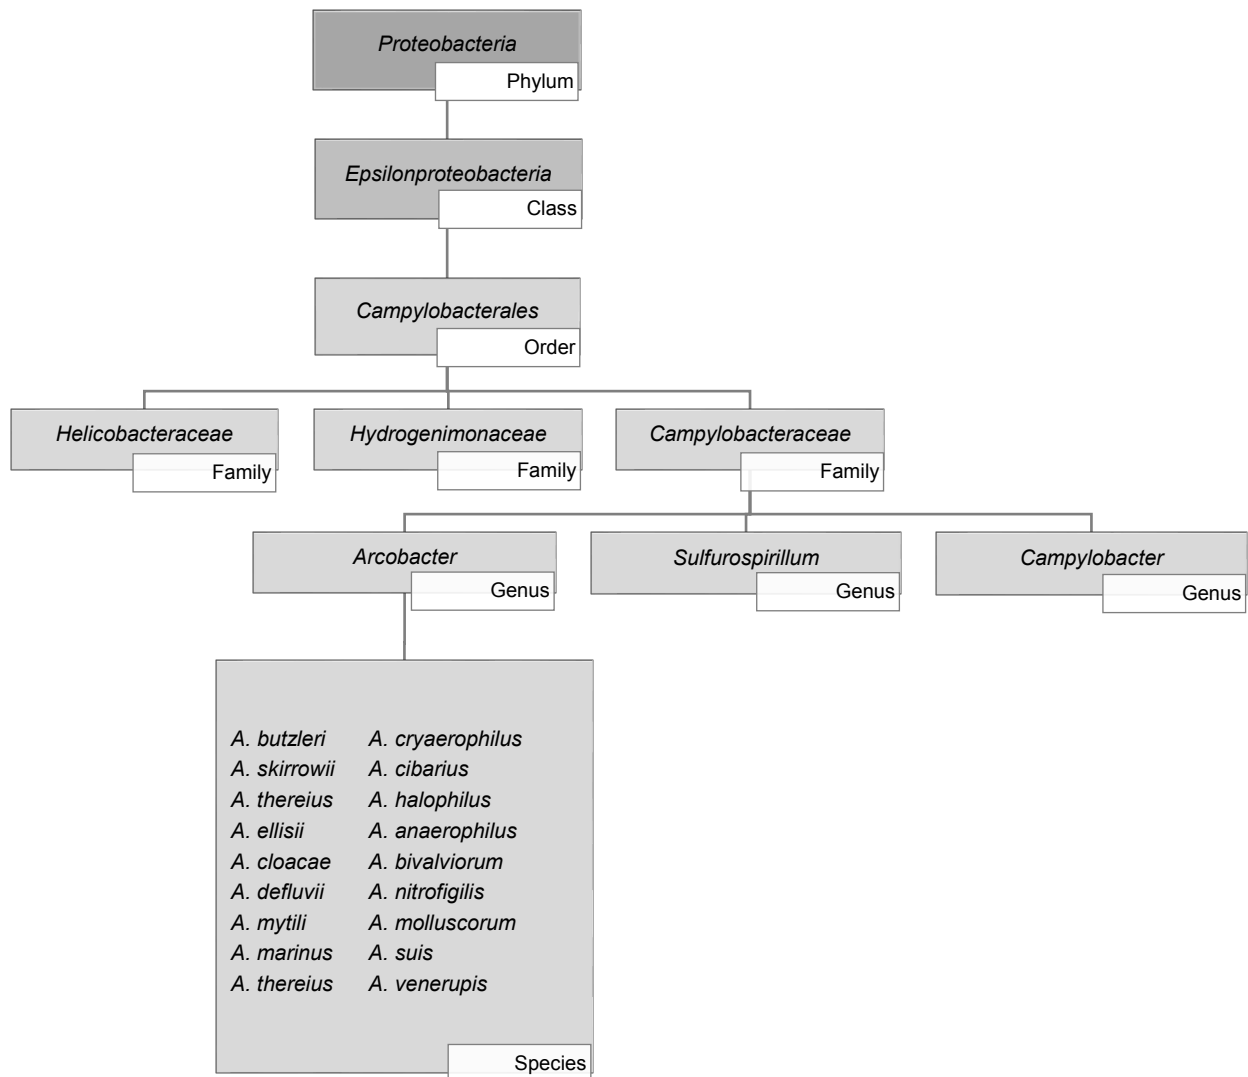 Proteobacteria
Phylum
Epsilonproteobacteria
Class
Campylobacterales
Order
Helicobacteraceae
Family
Hydrogenimonaceae
Family
Campylobacteraceae
Family
Arcobacter
Genus
Sulfurospirillum
Genus
Campylobacter
Genus
A. butzleri A. cryaerophilus
A. skirrowii A. cibarius
A. thereius A. halophilus
A. ellisii A. anaerophilus
A. cloacae A. bivalviorum
A. defluvii A. nitrofigilis
A. mytili A. molluscorum
A. marinus A. suis
A. thereius A. venerupis
Species